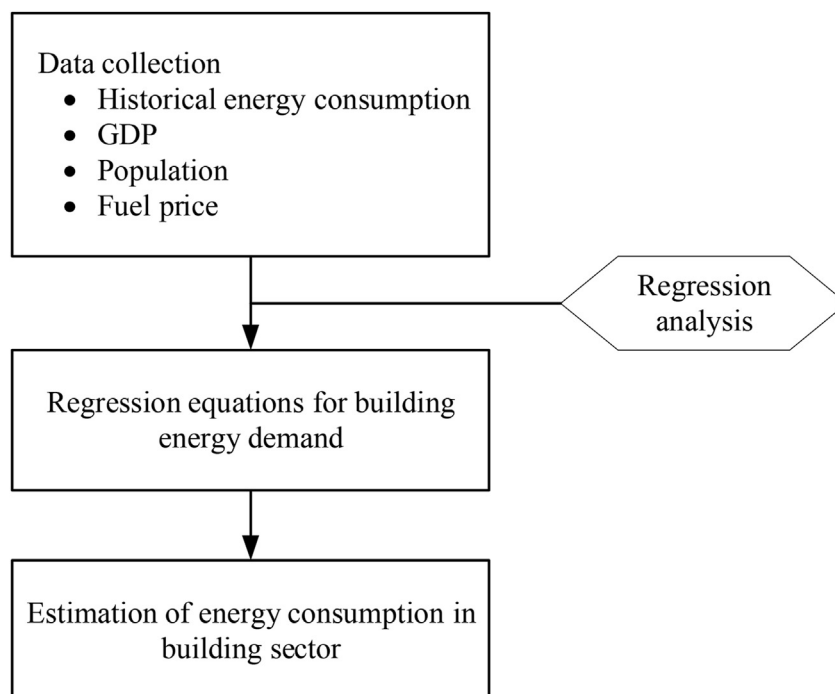 Data collection
• Historical energy consumption
• GDP
• Population
• Fuel price
Regression
analysis
Regression equations for building
energy demand
Estimation of energy consumption in
building sector